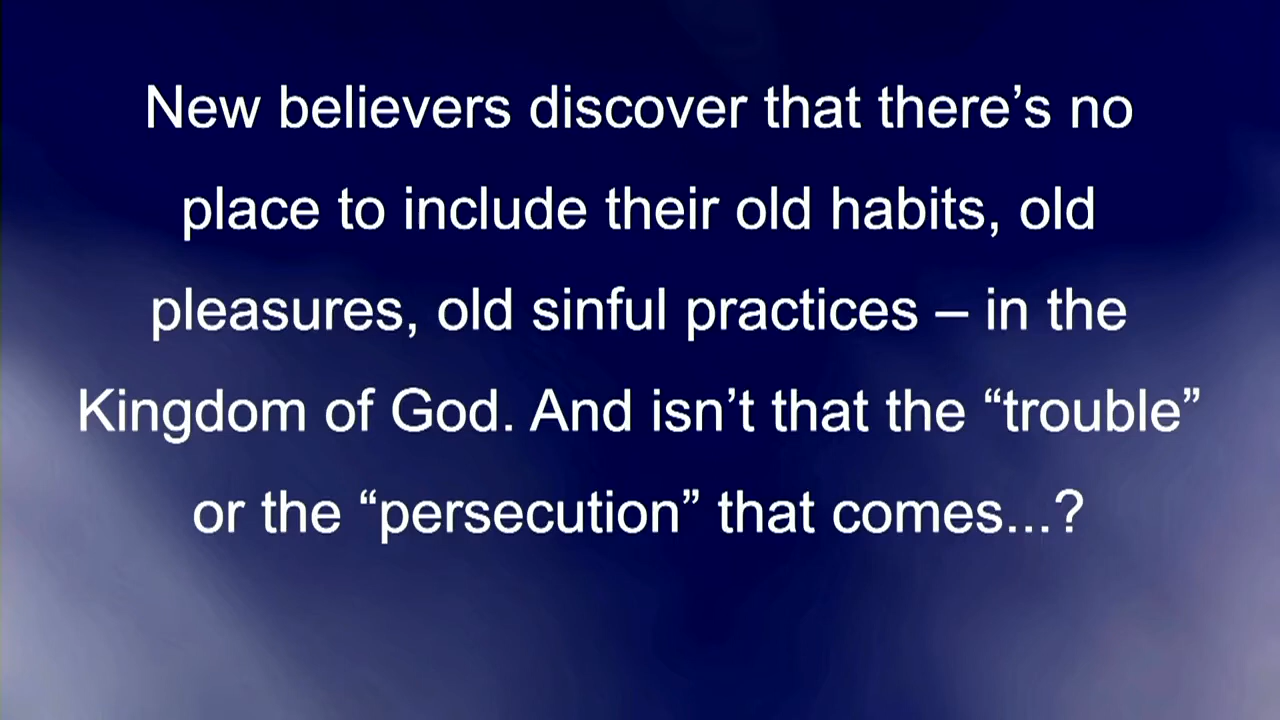 New believers discover that there’s no
place to include their old habits, old
pleasures, old sinful practices – in the
Kingdom of God. And isn’t that the “trouble”
or the “persecution” that comes...?